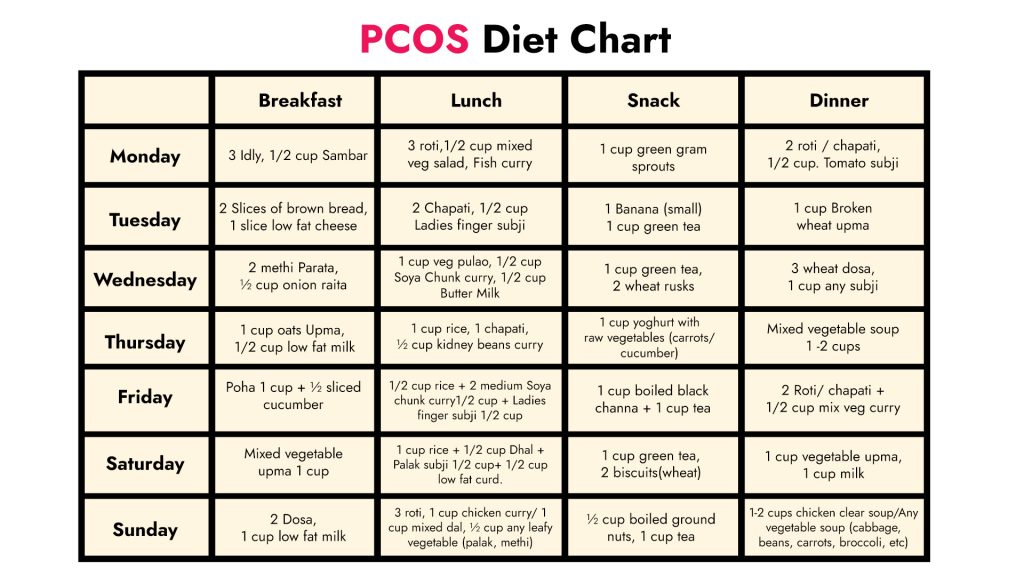 PCOS Diet Chart
Breakfast
Lunch
Snack
Dinner
Monday
3 Idly, 1/2 cup Sambar
3 roti,1/2 cup mixed
veg salad, Fish curry
1 cup green gram
sprouts
2 roti / chapati,
1/2 cup. Tomato subji
Tuesday
2 Slices of brown bread,
1 slice low fat cheese
2 Chapati, 1/2 cup
Ladies finger subji
1 Banana (small)
1 cup green tea
1 cup Broken
wheat upma
Wednesday
2 methi Parata,
½ cup onion raita
1 cup veg pulao, 1/2 cup
Soya Chunk curry, 1/2 cup
Butter Milk
1 cup green tea,
2 wheat rusks
3 wheat dosa,
1 cup any subji
Thursday
1 cup oats Upma,
1/2 cup low fat milk
1 cup rice, 1 chapati,
½ cup kidney beans curry
1 cup yoghurt with
raw vegetables (carrots/
cucumber)
Mixed vegetable soup
1 -2 cups
Friday
Poha 1 cup + ½ sliced
cucumber
1/2 cup rice + 2 medium Soya
chunk curry1/2 cup + Ladies
finger subji 1/2 cup
1 cup boiled black
channa + 1 cup tea
2 Roti/ chapati +
1/2 cup mix veg curry
Saturday
Mixed vegetable
upma 1 cup
1 cup rice + 1/2 cup Dhal +
Palak subji 1/2 cup+ 1/2 cup
low fat curd.
1 cup green tea,
2 biscuits(wheat)
1 cup vegetable upma,
1 cup milk
Sunday
2 Dosa,
1 cup low fat milk
3 roti, 1 cup chicken curry/ 1
cup mixed dal, ½ cup any leafy
vegetable (palak, methi)
½ cup boiled ground
nuts, 1 cup tea
1-2 cups chicken clear soup/Any
vegetable soup (cabbage,
beans, carrots, broccoli, etc)